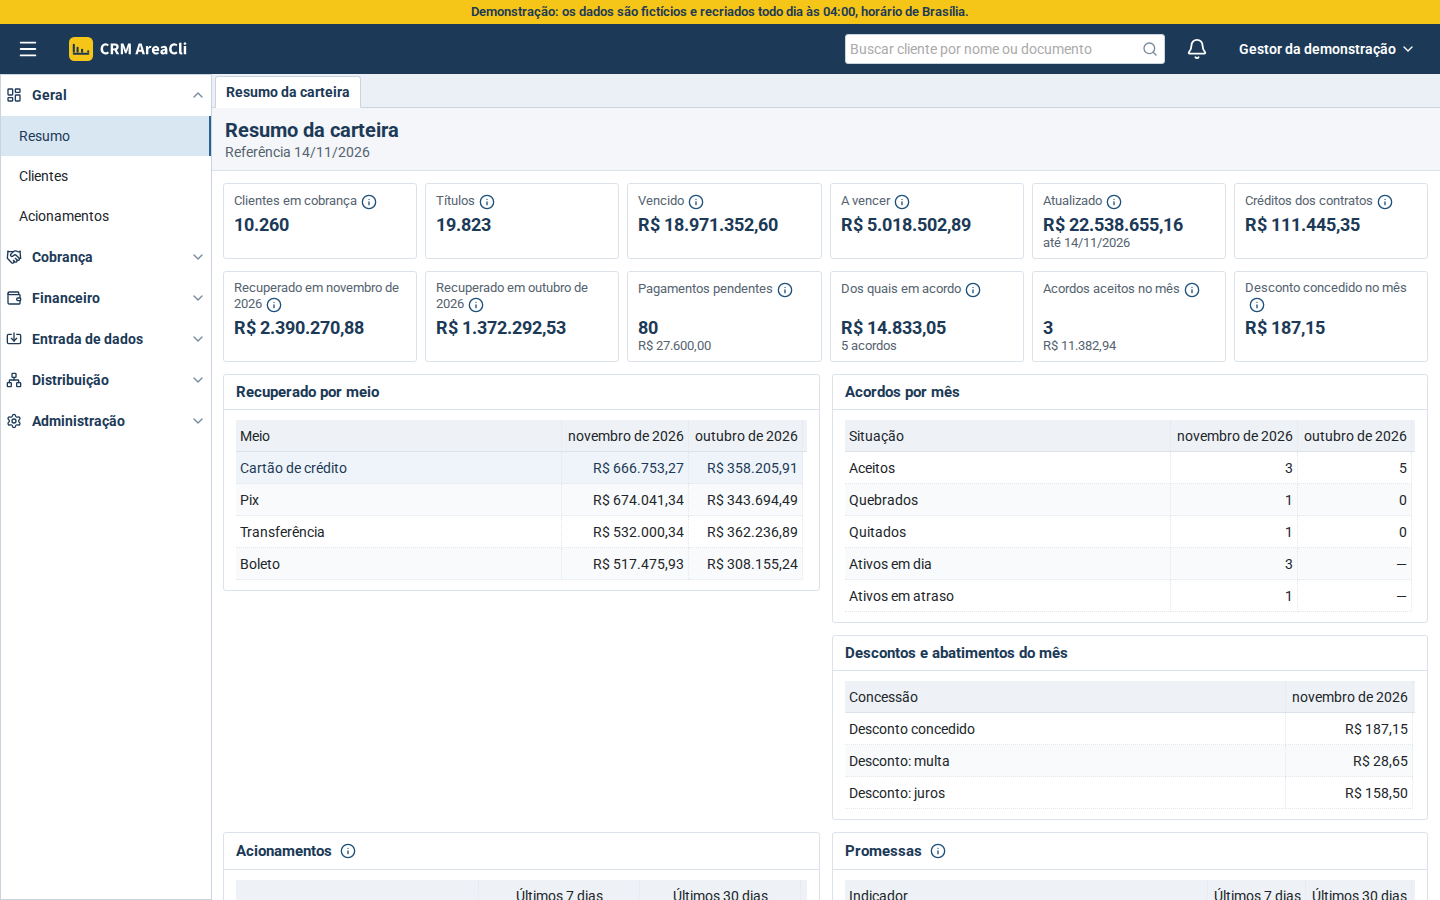 Demonstração: os dados são fictícios e recriados todo dia às 04:00, horário de Brasília.
CRM AreaCli
Buscar cliente por nome ou documento
Gestor da demonstração
Geral
Resumo
Clientes
Acionamentos
Cobrança
Financeiro
Entrada de dados
Distribuição
Administração
Resumo da carteira
Resumo da carteira
Referência 14/11/2026
Clientes em cobrança
10.260
Títulos
19.823
Vencido
R$ 18.971.352,60
A vencer
R$ 5.018.502,89
Atualizado
R$ 22.538.655,16
até 14/11/2026
Créditos dos contratos
R$ 111.445,35
Recuperado em novembro de
2026
R$ 2.390.270,88
Recuperado em outubro de
2026
R$ 1.372.292,53
Pagamentos pendentes
80
R$ 27.600,00
Dos quais em acordo
R$ 14.833,05
5 acordos
Acordos aceitos no mês
3
R$ 11.382,94
Desconto concedido no mês
R$ 187,15
Recuperado por meio
Meio novembro de 2026 outubro de 2026
Cartão de crédito R$ 666.753,27 R$ 358.205,91
Pix R$ 674.041,34 R$ 343.694,49
Transferência R$ 532.000,34 R$ 362.236,89
Boleto R$ 517.475,93 R$ 308.155,24
Acordos por mês
Situação novembro de 2026 outubro de 2026
Aceitos 3 5
Quebrados 1 0
Quitados 1 0
Ativos em dia 3 —
Ativos em atraso 1 —
Descontos e abatimentos do mês
Concessão novembro de 2026
Desconto concedido R$ 187,15
Desconto: multa R$ 28,65
Desconto: juros R$ 158,50
Acionamentos
Últimos 7 dias Últimos 30 dias
Promessas
Indicador Últimos 7 dias Últimos 30 dias